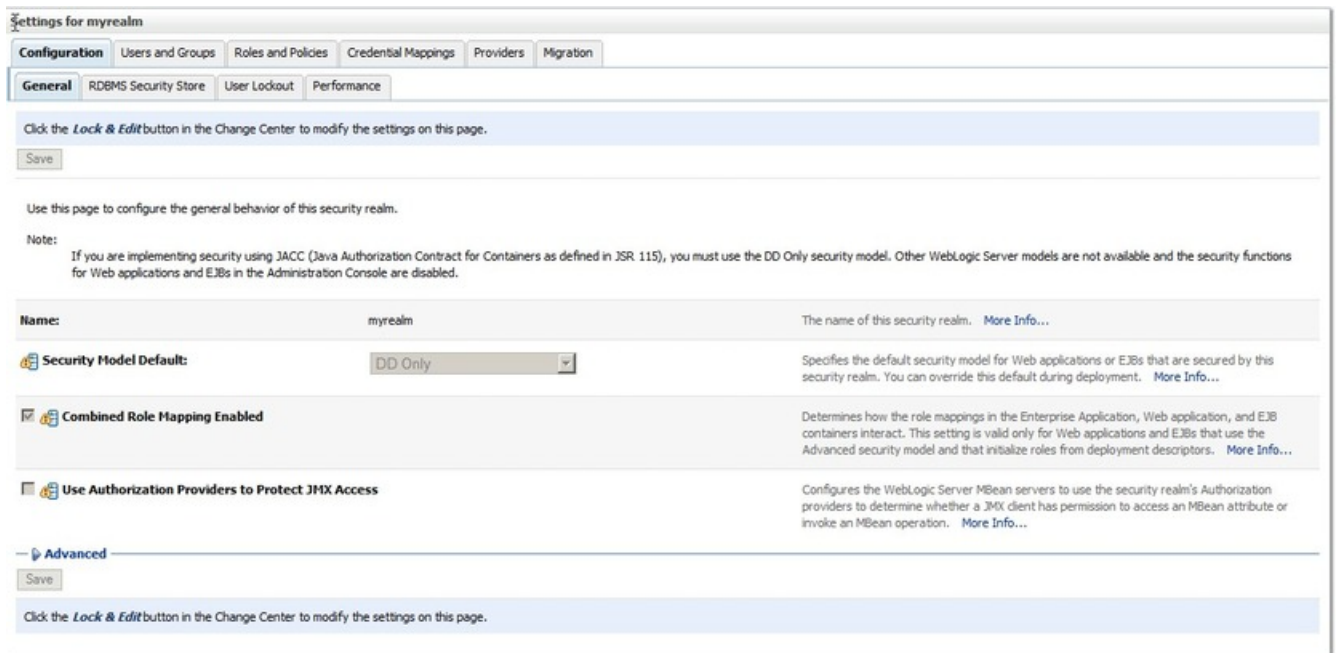 Settings for myrealm
Configuration Users and Groups Roles and Policies Credential Mappings Providers Migration
General RDBMS Security Store User Lockout Performance
Click the Lock & Edit button in the Change Center to modify the settings on this page.
Save
Use this page to configure the general behavior of this security realm.
Note:
If you are implementing security using JACC (Java Authorization Contract for Containers as defined in JSR 115), you must use the DD Only security model. Other WebLogic Server models are not available and the security functions
for Web applications and EJBs in the Administration Console are disabled.
Name: myrealm The name of this security realm. More Info...
Security Model Default: DD Only Specifies the default security model for Web applications or EJBs that are secured by this
security realm. You can override this default during deployment. More Info...
Combined Role Mapping Enabled Determines how the role mappings in the Enterprise Application, Web application, and EJB
containers interact. This setting is valid only for Web applications and EJBs that use the
Advanced security model and that initialize roles from deployment descriptors. More Info...
Use Authorization Providers to Protect JMX Access Configures the WebLogic Server MBean servers to use the security realm's Authorization
providers to determine whether a JMX client has permission to access an MBean attribute or
invoke an MBean operation. More Info...
Advanced
Save
Click the Lock & Edit button in the Change Center to modify the settings on this page.